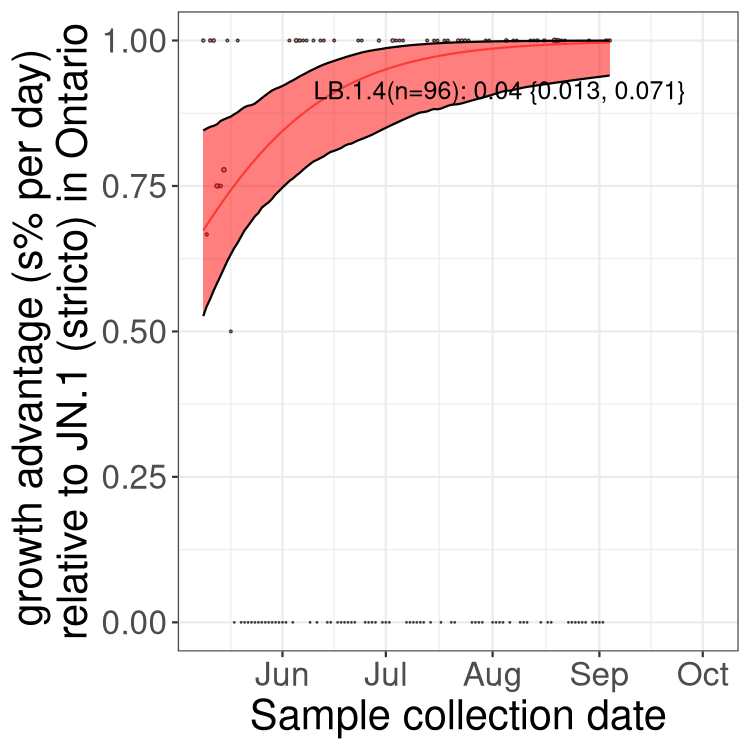 growth advantage (s% per day)
relative to JN.1 (stricto) in Ontario
1.00
0.75
0.50
0.25
0.00
LB.1.4(n=96): 0.04 {0.013, 0.071}
Jun Jul Aug Sep Oct
Sample collection date